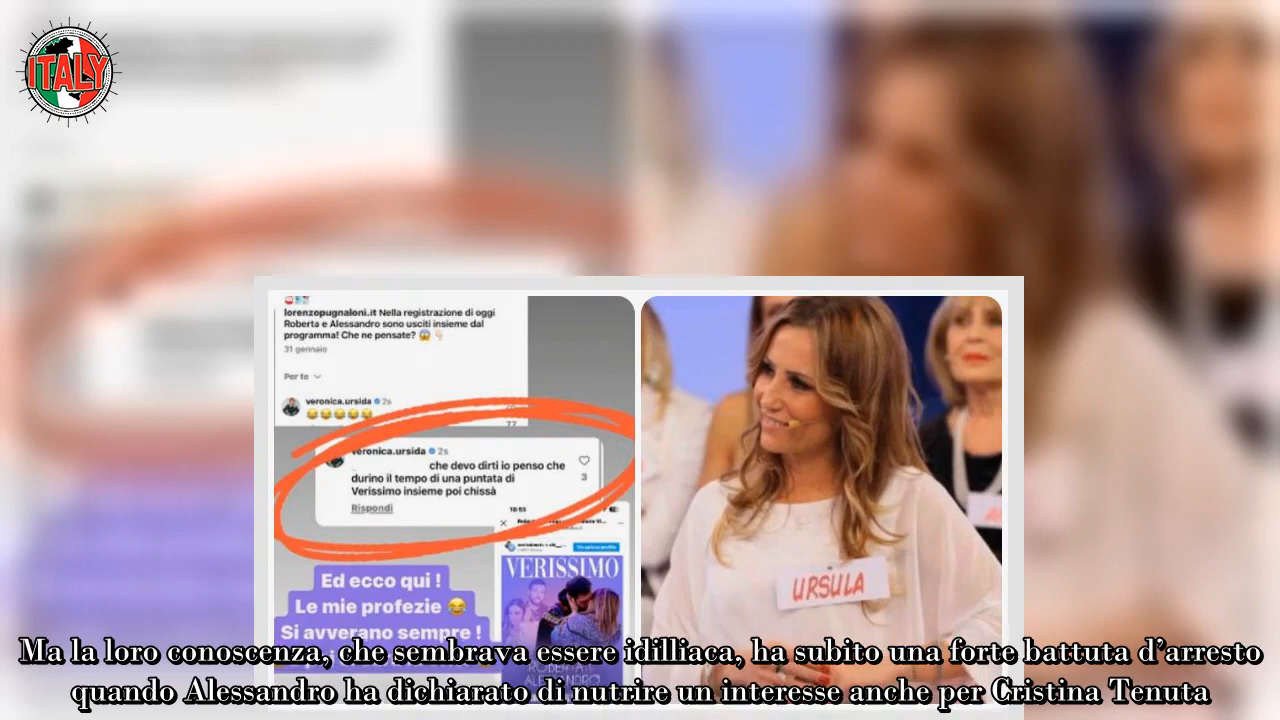 ITALY
lorenzopugnaloni.it Nella registrazione di oggi
Roberta e Alessandro sono usciti insieme dal
programma! Che ne pensate? 😱 👇🏻
31 gennaio
Per te
veronica.ursida 2s
😂😂😂😂😂
77
veronica.ursida 2s
che devo dirti io penso che
durino il tempo di una puntata di
Verissimo insieme poi chissà
3
Rispondi
Ed ecco qui !
Le mie profezie 😂
Si avverano sempre !
VERISSIMO
ROBERTA E
ALESSANDRO
URSULA
Ma la loro conoscenza, che sembrava essere idilliaca, ha subito una forte battuta d'arresto
quando Alessandro ha dichiarato di nutrire un interesse anche per Cristina Tenuta